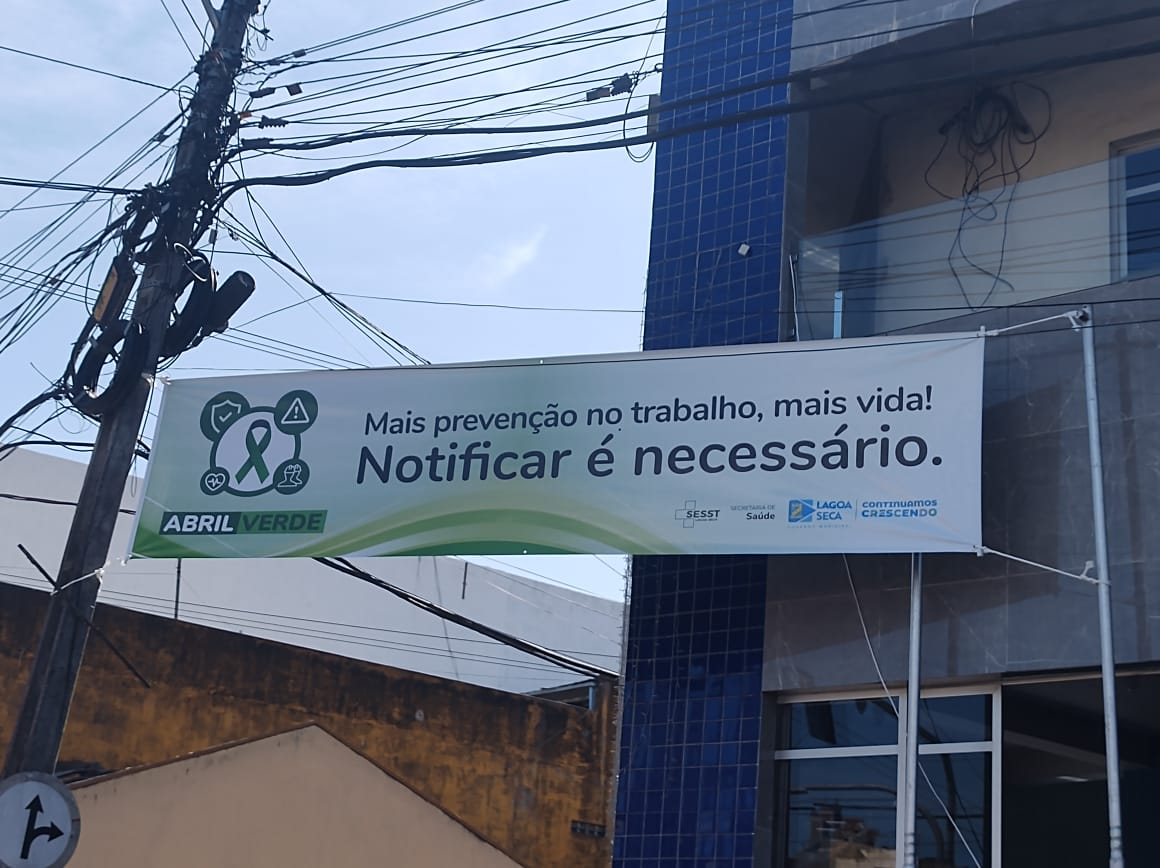 Mais prevenção no trabalho, mais vida!
Notificar é necessário.
ABRIL VERDE
SESST
SECRETARIA DE
Saúde
LAGOA
SECA
CONTINUAMOS
CRESCENDO